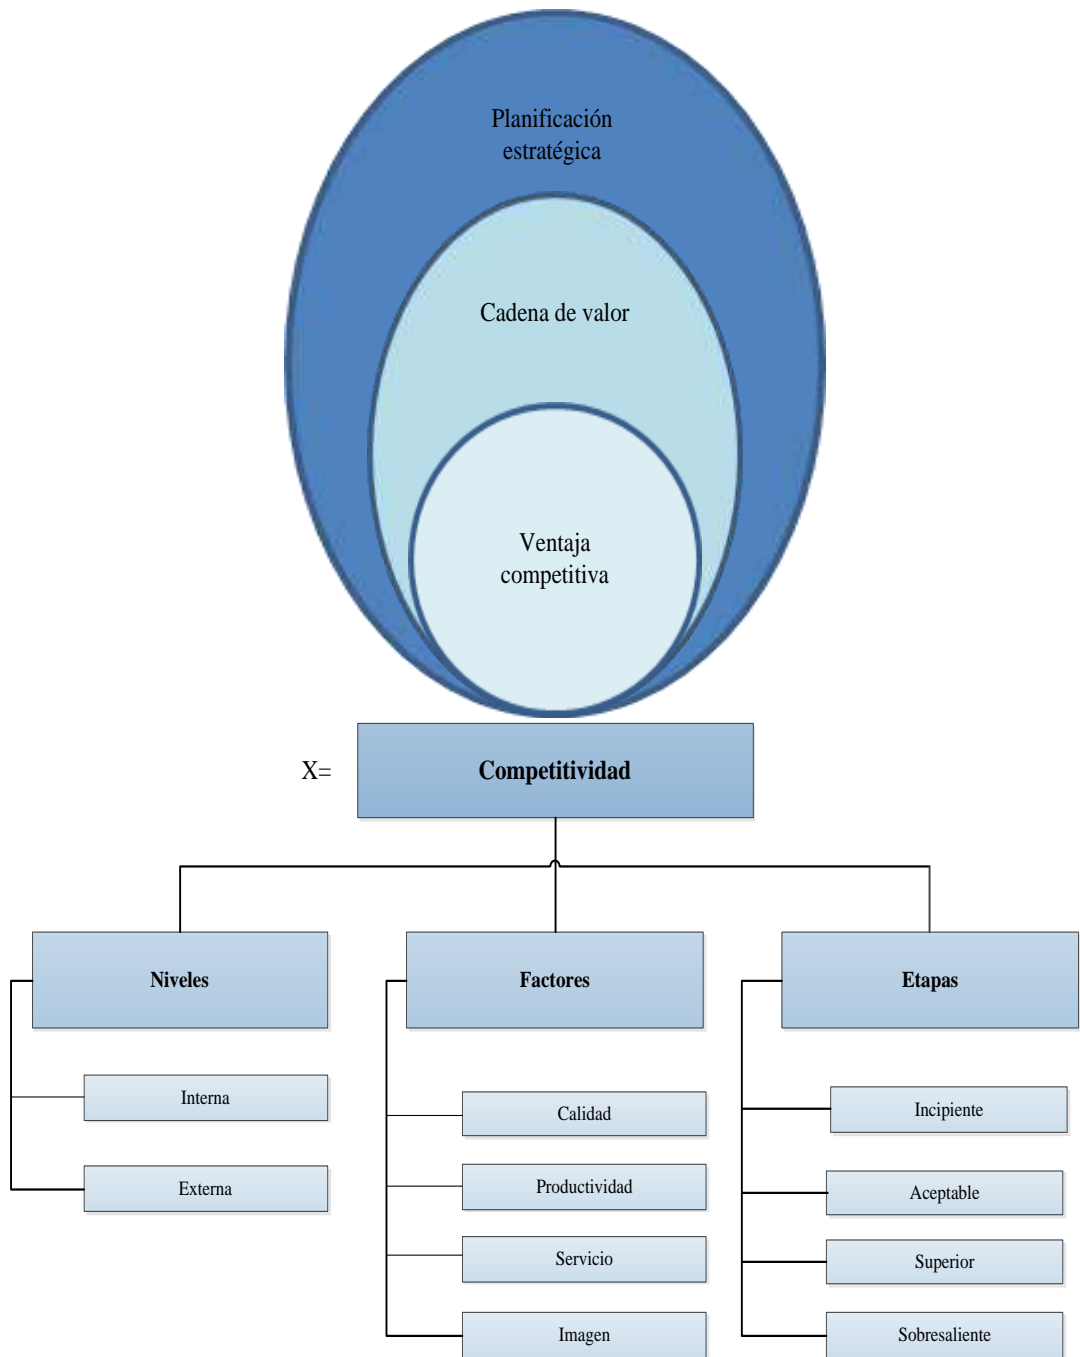 Planificación
estratégica
Cadena de valor
Ventaja
competitiva
X=
Competitividad
Niveles
Factores
Etapas
Interna
Externa
Calidad
Productividad
Servicio
Imagen
Incipiente
Aceptable
Superior
Sobresaliente